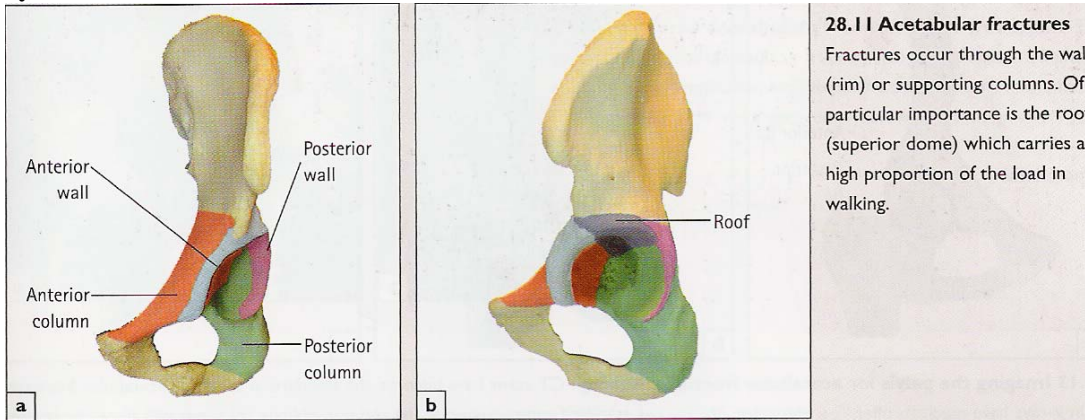 Anterior
wall
Posterior
wall
Anterior
column
Posterior
column
a
Roof
b
28.11 Acetabular fractures
Fractures occur through the wal
(rim) or supporting columns. Of
particular importance is the roo
(superior dome) which carries a
high proportion of the load in
walking.